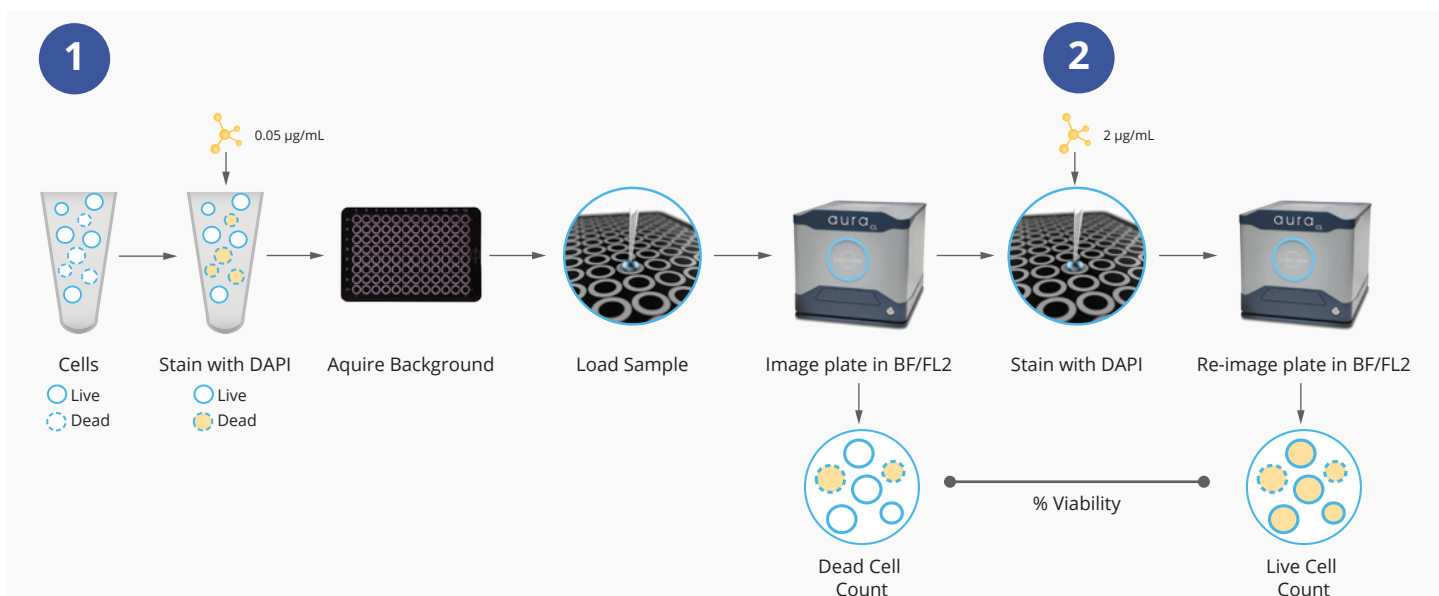 1
2
0.05 µg/mL
2 µg/mL
aura CL
aura CL
Cells
Stain with DAPI
Aquire Background
Load Sample
Image plate in BF/FL2
Stain with DAPI
Re-image plate in BF/FL2
Live
Dead
Live
Dead
% Viability
Dead Cell
Count
Live Cell
Count